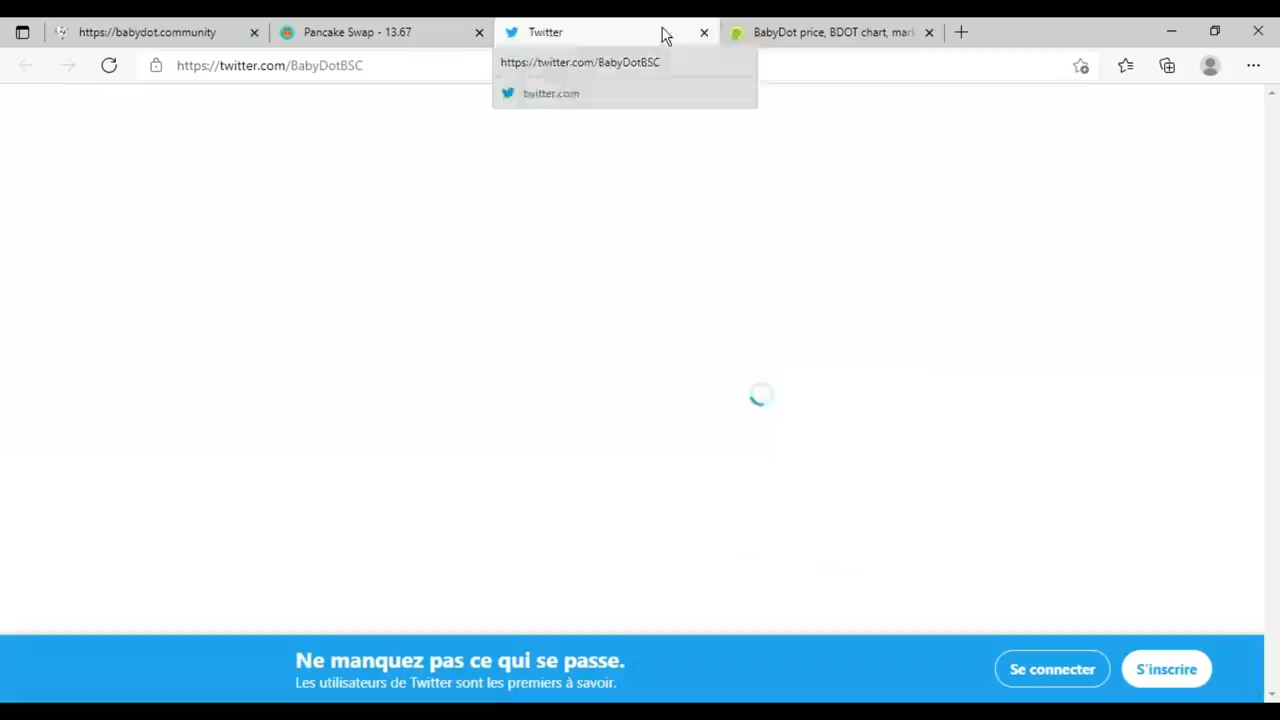 https://babydot.community
Pancake Swap - 13.67
Twitter
BabyDot price, BDOT chart, mark
https://twitter.com/BabyDotBSC
https://twitter.com/BabyDotBSC
twitter.com
Ne manquez pas ce qui se passe.
Les utilisateurs de Twitter sont les premiers à savoir.
Se connecter
S'inscrire